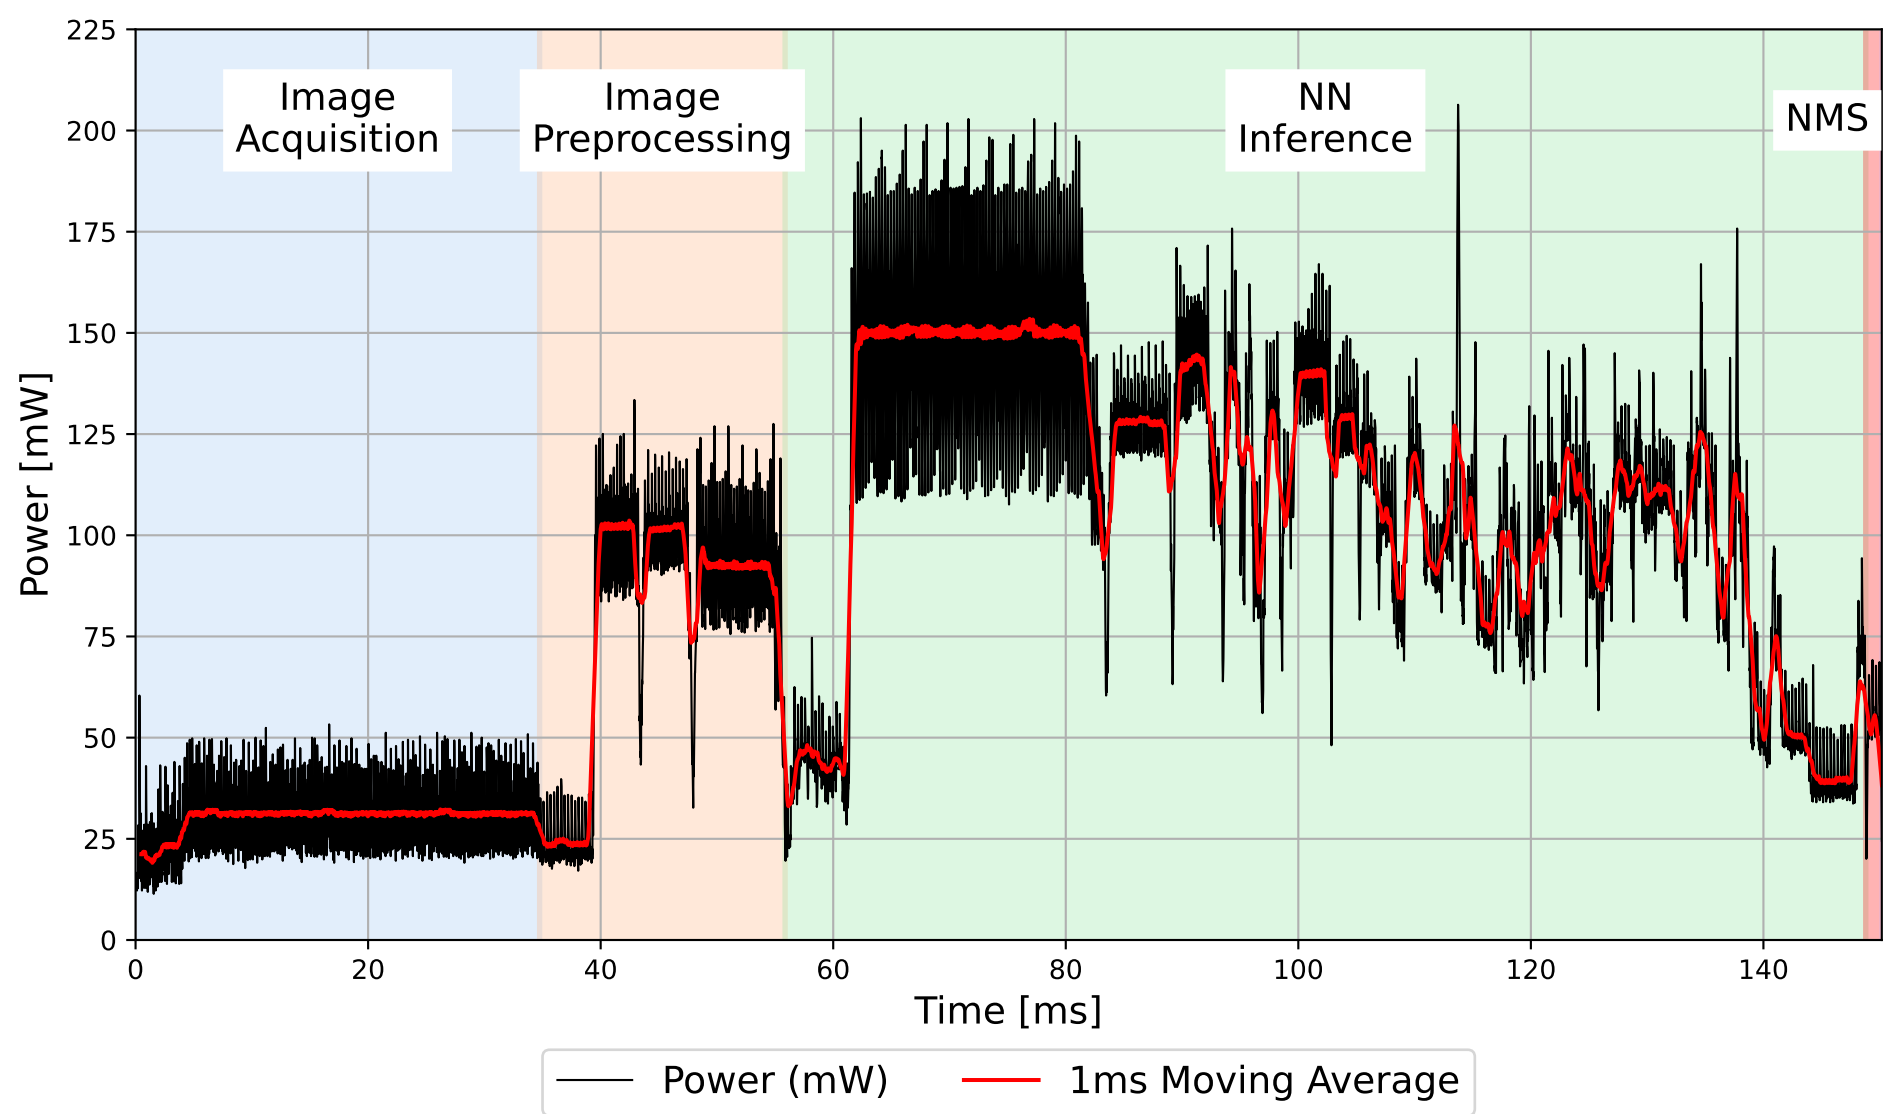 225
200
175
150
125
100
75
50
25
0
Power [mW]
Image
Acquisition
Image
Preprocessing
NN
Inference
NMS
0 20 40 60 80 100 120 140
Time [ms]
Power (mW) 1ms Moving Average